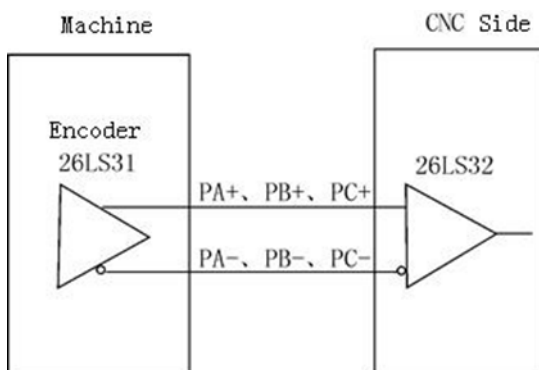 Machine
CNC Side
Encoder
26LS31
26LS32
PA+、PB+、PC+
PA-、PB-、PC-